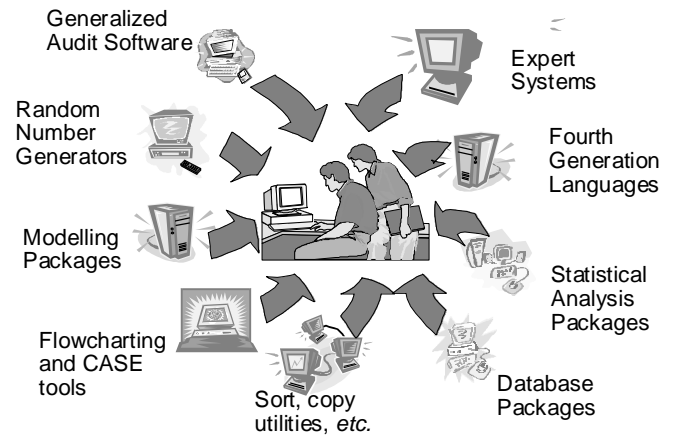 Generalized
Audit Software
Expert
Systems
Random
Number
Generators
Fourth
Generation
Languages
Modelling
Packages
Statistical
Analysis
Packages
Flowcharting
and CASE
tools
Sort, copy
utilities, etc.
Database
Packages